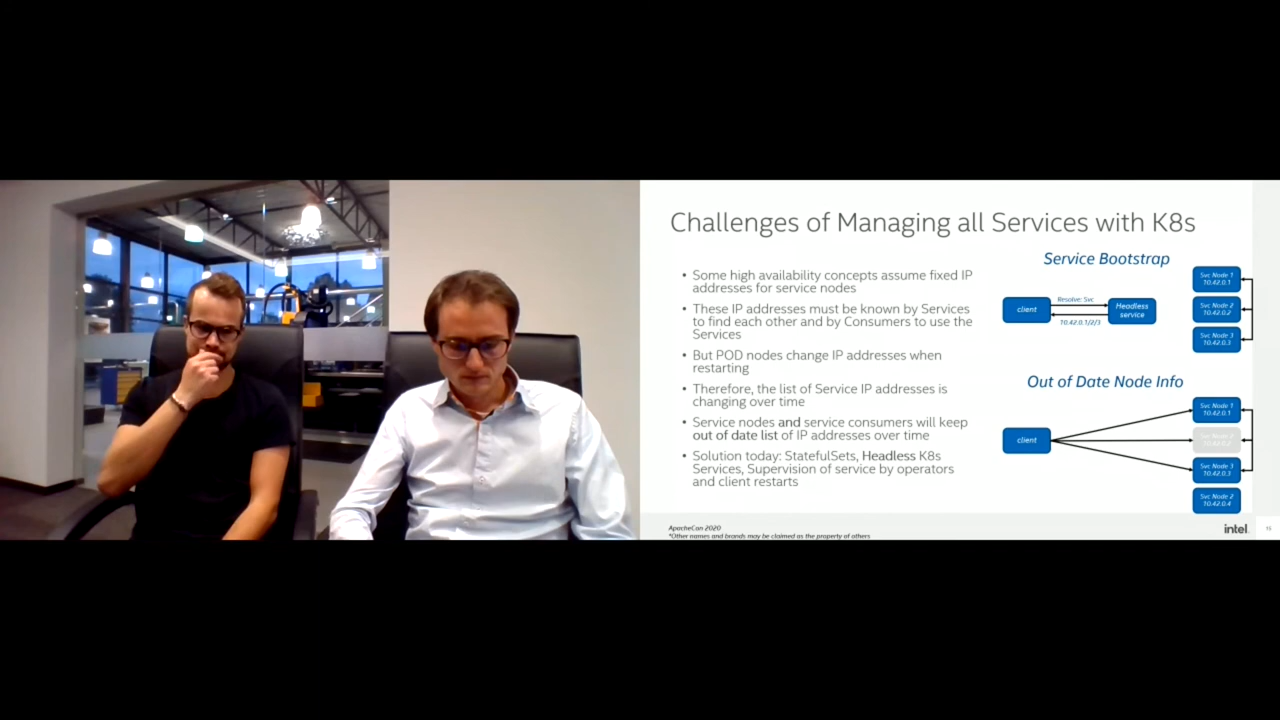 Challenges of Managing all Services with K8s
• Some high availability concepts assume fixed IP
addresses for service nodes
• These IP addresses must be known by Services
to find each other and by Consumers to use the
Services
• But POD nodes change IP addresses when
restarting
• Therefore, the list of Service IP addresses is
changing over time
• Service nodes and service consumers will keep
out of date list of IP addresses over time
• Solution today: StatefulSets, Headless K8s
Services, Supervision of service by operators
and client restarts
Service Bootstrap
client
Resolve: Svc
10.42.0.1/2/3
Headless
service
Svc Node 1
10.42.0.1
Svc Node 2
10.42.0.2
Svc Node 3
10.42.0.3
Out of Date Node Info
client
Svc Node 1
10.42.0.1
Svc Node 2
10.42.0.2
Svc Node 3
10.42.0.3
Svc Node 2
10.42.0.4
ApacheCon 2020
*Other names and brands may be claimed as the property of others
intel.
15